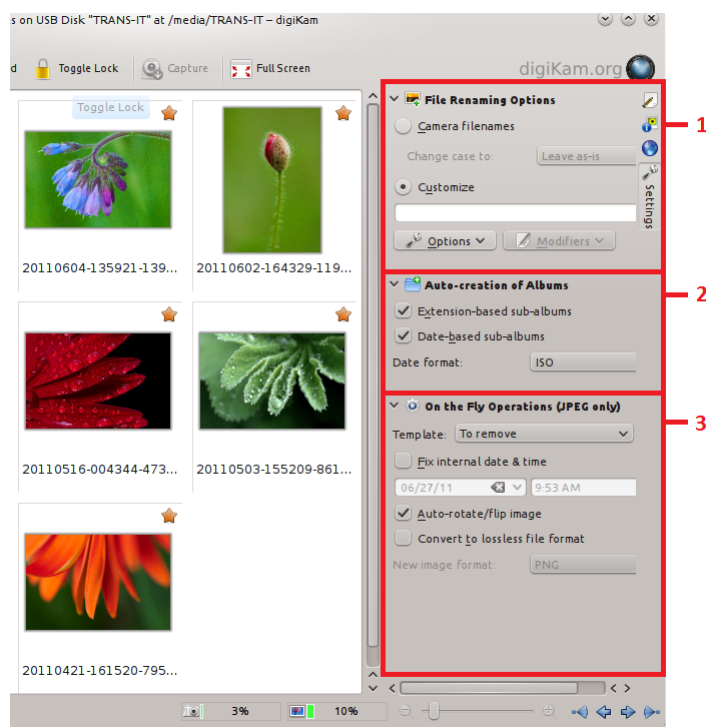 s on USB Disk "TRANS-IT" at /media/TRANS-IT – digiKam
Toggle Lock Capture Full Screen
digiKam.org
Toggle Lock
20110604-135921-139...
20110602-164329-119...
20110516-004344-473...
20110503-155209-861...
20110421-161520-795...
File Renaming Options
Camera filenames
Change case to: Leave as-is
Customize
Options Modifiers
Settings
1
Auto-creation of Albums
Extension-based sub-albums
Date-based sub-albums
Date format: ISO
2
On the Fly Operations (JPEG only)
Template: To remove
Fix internal date & time
06/27/11 9:53 AM
Auto-rotate/flip image
Convert to lossless file format
New image format: PNG
3
3% 10%